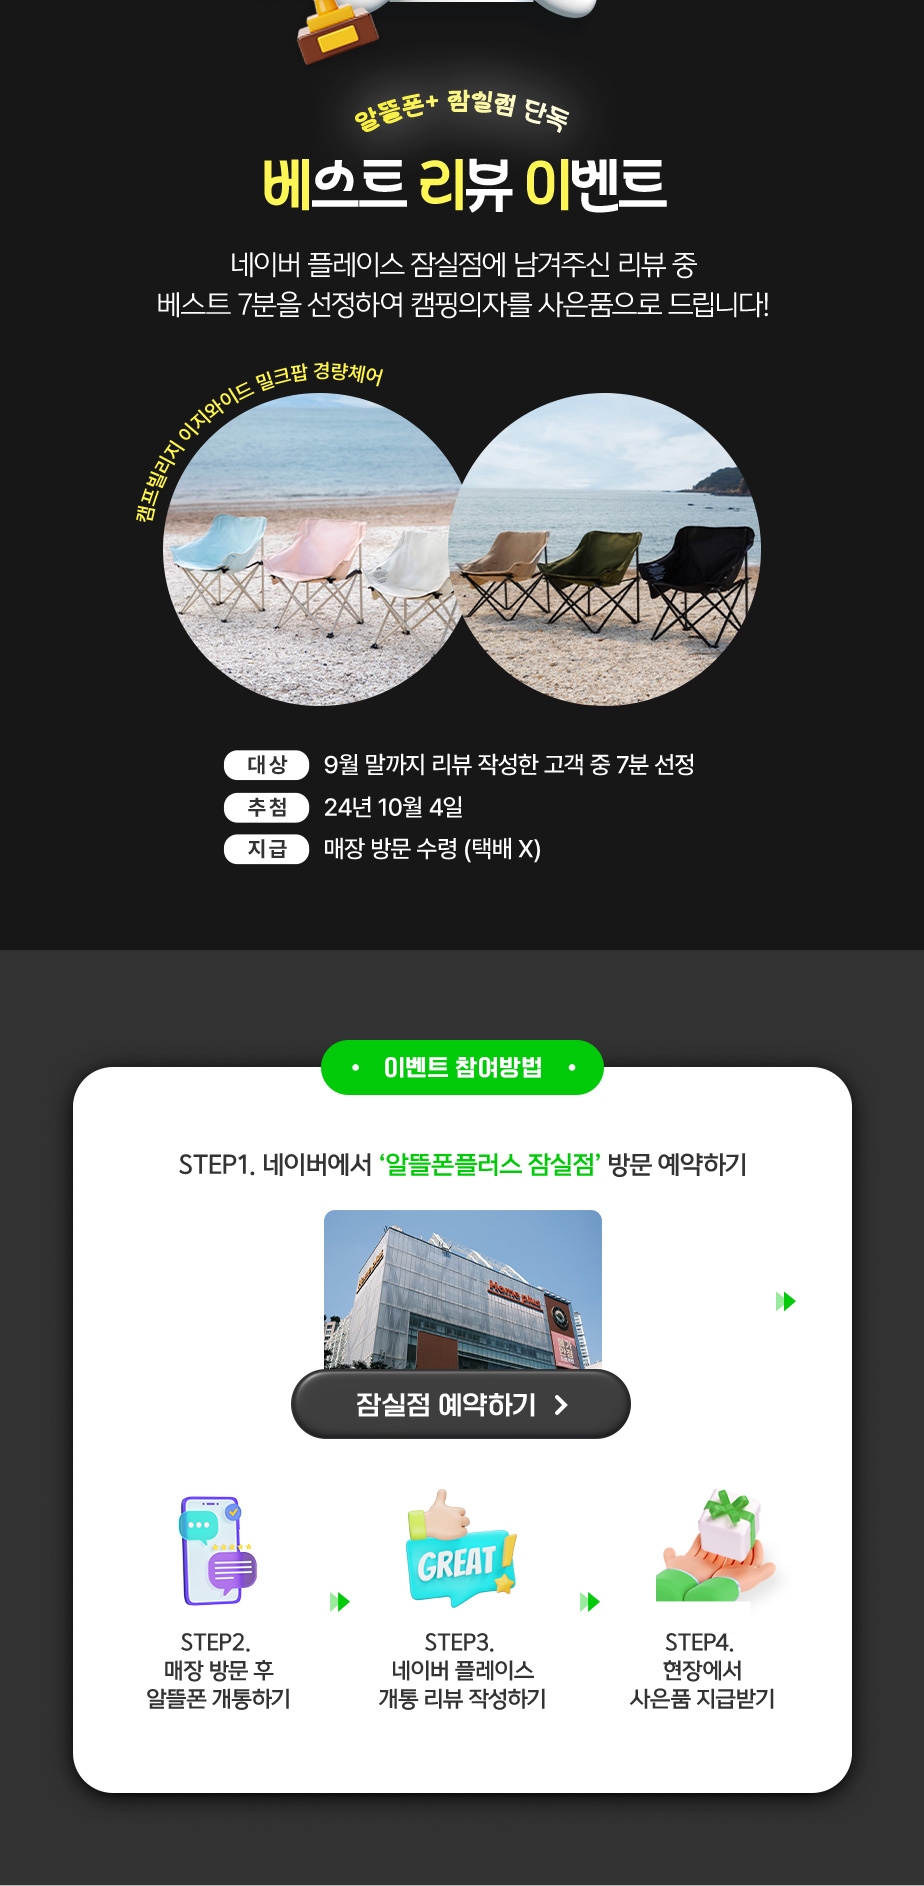 알뜰폰+ 잠실점 단독
베스트 리뷰 이벤트
네이버 플레이스 잠실점에 남겨주신 리뷰 중
베스트 7분을 선정하여 캠핑의자를 사은품으로 드립니다!
캠프빌리지 이지와이드 밀크팝 경량체어
대상 9월 말까지 리뷰 작성한 고객 중 7분 선정
추첨 24년 10월 4일
지급 매장 방문 수령 (택배 X)
• 이벤트 참여방법 •
STEP1. 네이버에서 ‘알뜰폰플러스 잠실점’ 방문 예약하기
Home plus
Home plus
잠실점 예약하기 >
GREAT!
STEP2.
매장 방문 후
알뜰폰 개통하기
STEP3.
네이버 플레이스
개통 리뷰 작성하기
STEP4.
현장에서
사은품 지급받기